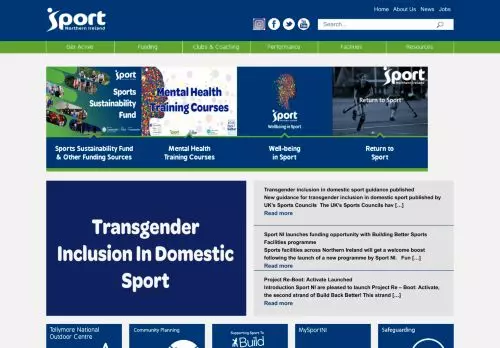 Home About Us News Jobs
Sport
Northern Ireland
Search...
Get Active Funding Clubs & Coaching Performance Facilities Resources
Sport
Sports
Sustainability
Fund
Mental Health
Training Courses
Sport
Well-being in Sport
Sport
Northern Ireland
Return to Sport
Sports Sustainability Fund
& Other Funding Sources
Mental Health
Training Courses
Well-being
in Sport
Return to
Sport
Transgender
Inclusion In Domestic
Sport
Transgender inclusion in domestic sport guidance published
New guidance for transgender inclusion in domestic sport published by
UK's Sports Councils The UK's Sports Councils hav [...]
Read more
Sport NI launches funding opportunity with Building Better Sports
Facilities programme
Sports facilities across Northern Ireland will get a welcome boost
following the launch of a new programme by Sport NI. Fun [...]
Read more
Project Re-Boot: Activate Launched
Introduction Sport NI are pleased to launch Project Re – Boot: Activate,
the second strand of Build Back Better! This strand [...]
Read more
Tollymore National
Outdoor Centre
Community Planning
Supporting Sport To
Build
MySportNI
Safeguarding